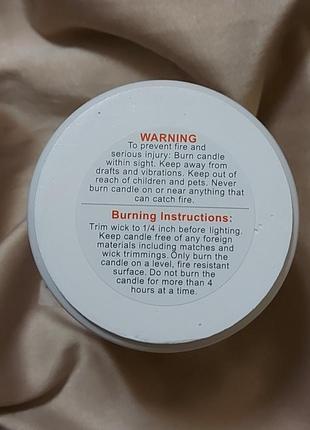 WARNING
To prevent fire and
serious injury: Burn candle
within sight. Keep away from
drafts and vibrations. Keep out of
reach of children and pets. Never
burn candle on or near anything that
can catch fire.
Burning Instructions:
Trim wick to 1/4 inch before lighting.
Keep candle free of any foreign
materials including matches and
wick trimmings. Only burn the
candle on a level, fire resistant
surface. Do not burn the
candle for more than 4
hours at a time.